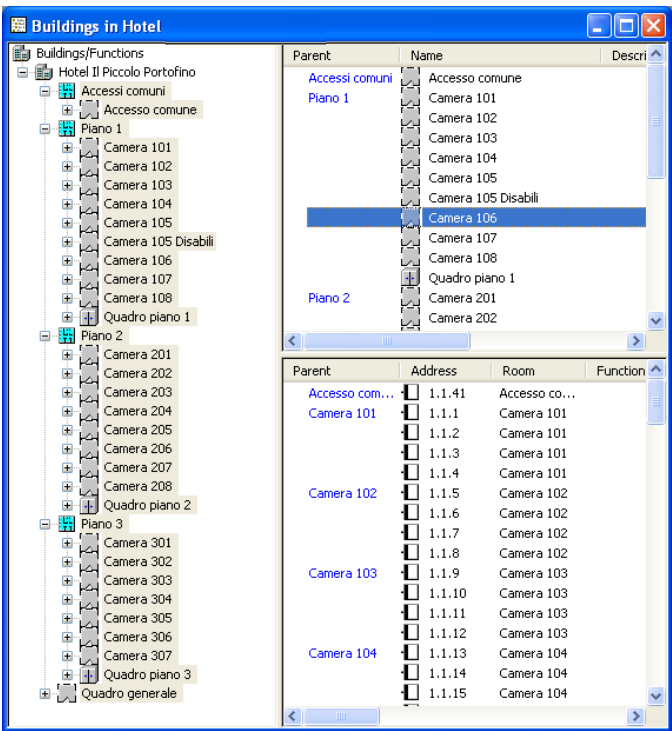 Buildings in Hotel
Buildings/Functions
Hotel Il Piccolo Portofino
Accessi comuni
Accesso comune
Piano 1
Camera 101
Camera 102
Camera 103
Camera 104
Camera 105
Camera 105 Disabili
Camera 106
Camera 107
Camera 108
Quadro piano 1
Piano 2
Camera 201
Camera 202
Camera 203
Camera 204
Camera 205
Camera 206
Camera 207
Camera 208
Quadro piano 2
Piano 3
Camera 301
Camera 302
Camera 303
Camera 304
Camera 305
Camera 306
Camera 307
Quadro piano 3
Quadro generale
Parent Name Descri
Accessi comuni Accesso comune
Piano 1 Camera 101
Camera 102
Camera 103
Camera 104
Camera 105
Camera 105 Disabili
Camera 106
Camera 107
Camera 108
Quadro piano 1
Piano 2 Camera 201
Camera 202
Parent Address Room Function
Accesso com... 1.1.41 Accesso co...
Camera 101 1.1.1 Camera 101
1.1.2 Camera 101
1.1.3 Camera 101
1.1.4 Camera 101
Camera 102 1.1.5 Camera 102
1.1.6 Camera 102
1.1.7 Camera 102
1.1.8 Camera 102
Camera 103 1.1.9 Camera 103
1.1.10 Camera 103
1.1.11 Camera 103
1.1.12 Camera 103
Camera 104 1.1.13 Camera 104
1.1.14 Camera 104
1.1.15 Camera 104